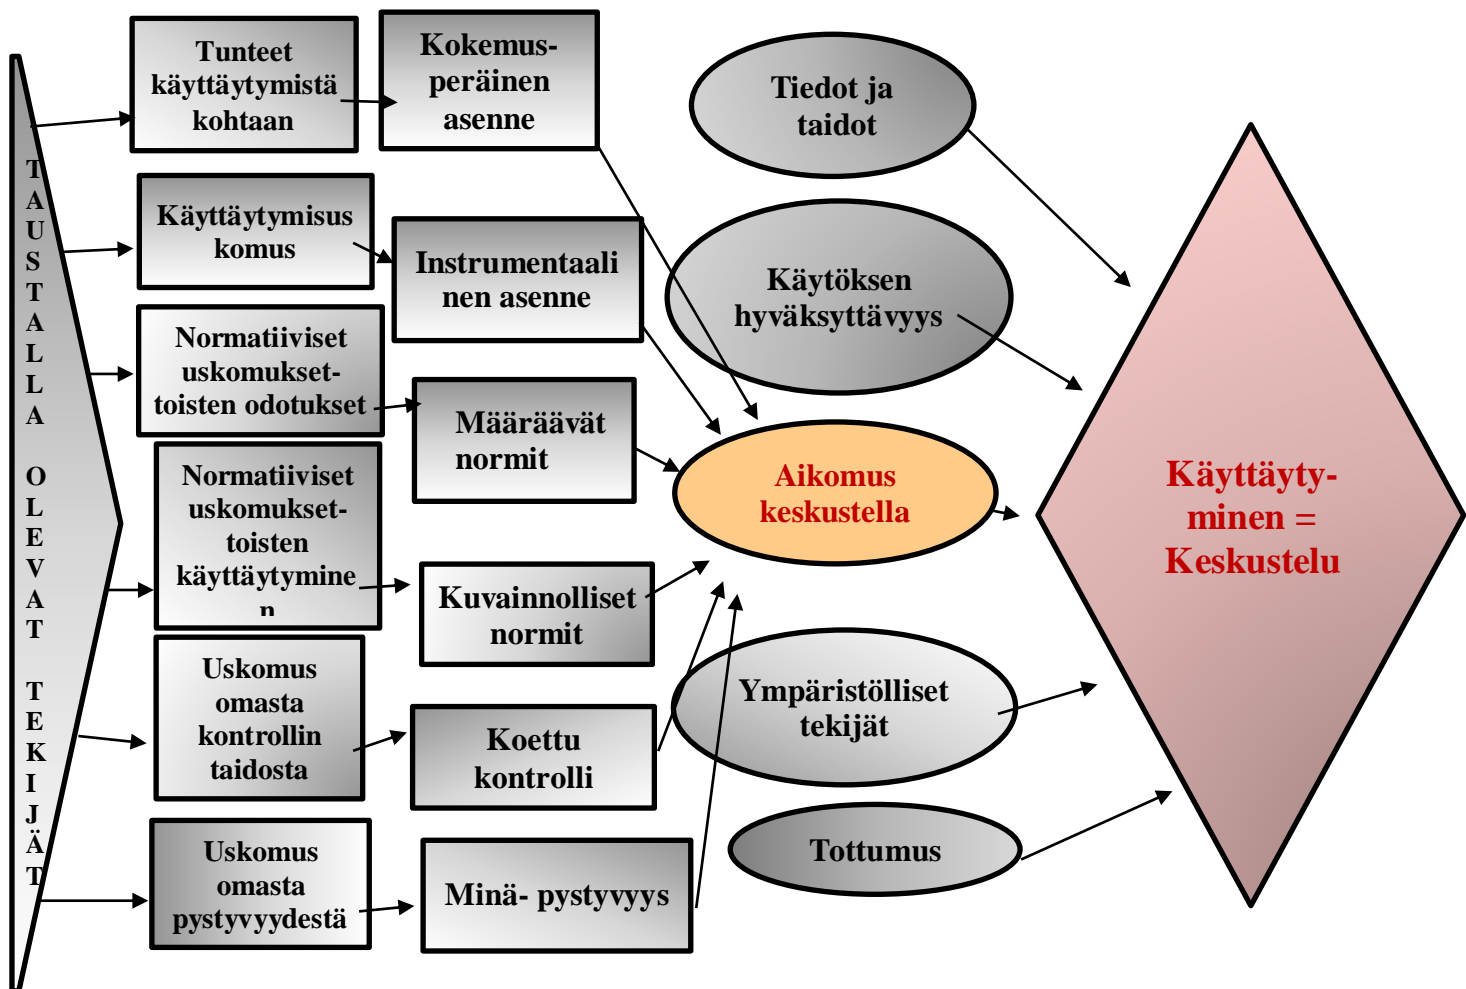 TAUSTALLA OLEVAT TEKIJÄT
Tunteet
käyttäytymistä
kohtaan
Kokemus-
peräinen
asenne
Käyttäytymisus
komus
Instrumentaali
nen asenne
Normatiiviset
uskomukset-
toisten odotukset
Määräävät
normit
Normatiiviset
uskomukset-
toisten
käyttäytymine
n
Kuvainnolliset
normit
Uskomus
omasta
kontrollin
taidosta
Koettu
kontrolli
Uskomus
omasta
pystyvyydestä
Minä- pystyvyys
Tiedot ja
taidot
Käytöksen
hyväksyttävyys
Aikomus
keskustella
Ympäristölliset
tekijät
Tottumus
Käyttäyty-
minen =
Keskustelu